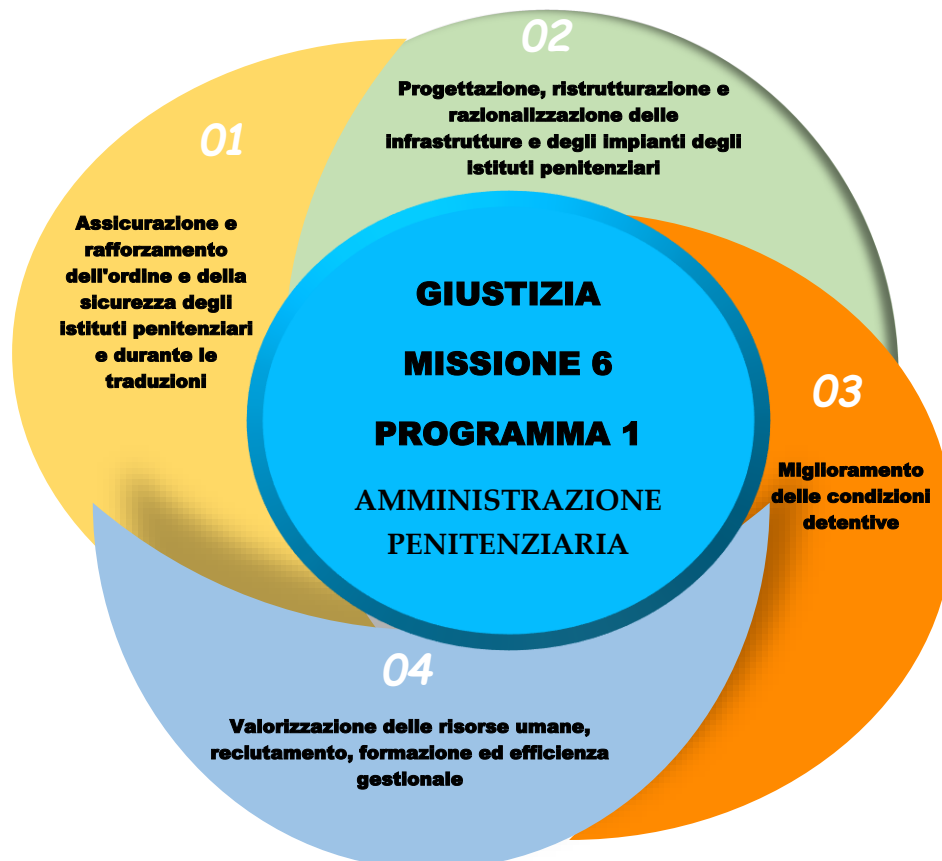 01
Assicurazione e
rafforzamento
dell'ordine e della
sicurezza degli
istituti penitenziari
e durante le
traduzioni
02
Progettazione, ristrutturazione e
razionalizzazione delle
infrastrutture e degli impianti degli
istituti penitenziari
GIUSTIZIA
MISSIONE 6
PROGRAMMA 1
AMMINISTRAZIONE
PENITENZIARIA
03
Miglioramento
delle condizioni
detentive
04
Valorizzazione delle risorse umane,
reclutamento, formazione ed efficienza
gestionale